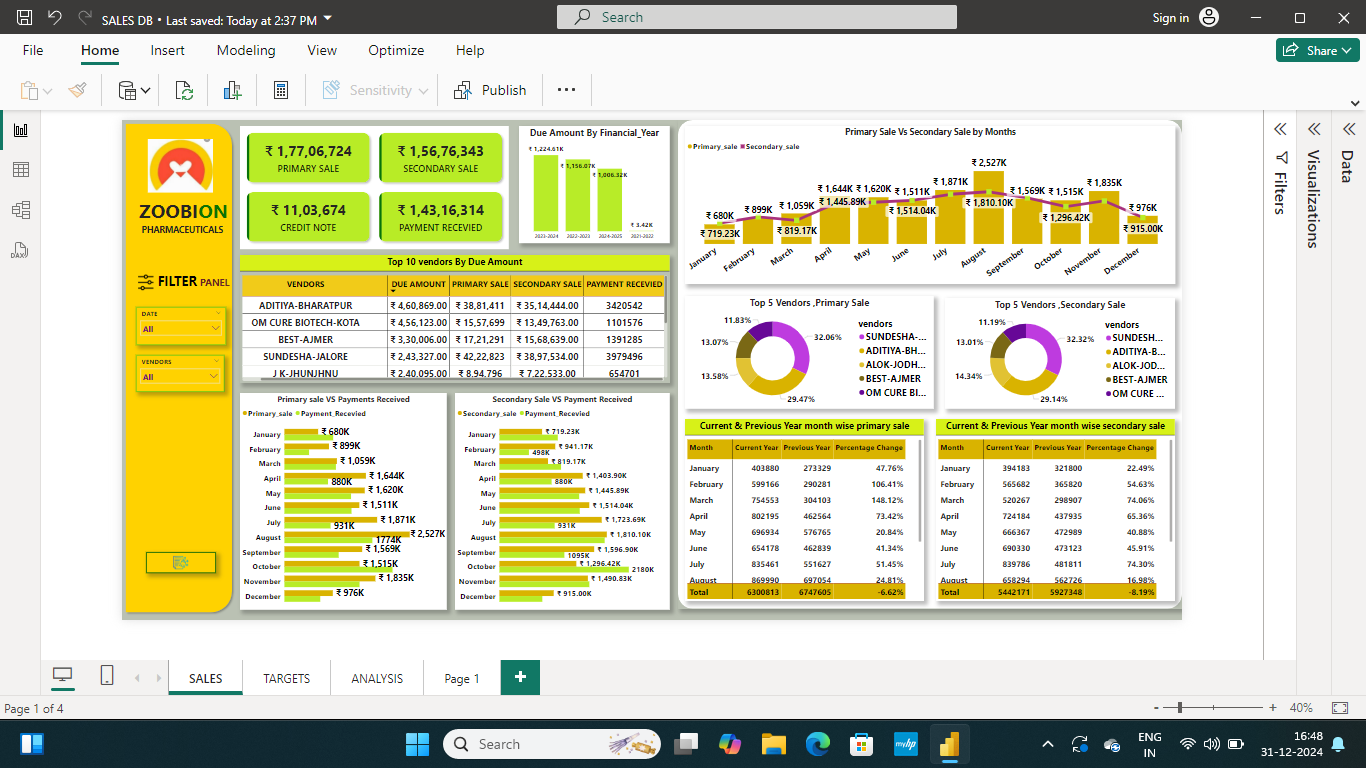 SALES DB • Last saved: Today at 2:37 PM
Search
Sign in
File Home Insert Modeling View Optimize Help
Share
Sensitivity
Publish
ZOOBION
PHARMACEUTICALS
FILTER PANEL
DATE
All
VENDORS
All
₹ 1,77,06,724
PRIMARY SALE
₹ 1,56,76,343
SECONDARY SALE
₹ 11,03,674
CREDIT NOTE
₹ 1,43,16,314
PAYMENT RECEVIED
Due Amount By Financial_Year
₹ 1,224.61K
₹ 1,156.07K
₹ 1,006.32K
₹ 3.42K
2023-2024 2022-2023 2024-2025 2021-2022
Top 10 vendors By Due Amount
VENDORS DUE AMOUNT PRIMARY SALE SECONDARY SALE PAYMENT RECEVIED
ADITIYA-BHARATPUR ₹ 4,60,869.00 ₹ 38,81,411 ₹ 35,14,444.00 3420542
OM CURE BIOTECH-KOTA ₹ 4,56,123.00 ₹ 15,57,699 ₹ 13,49,763.00 1101576
BEST-AJMER ₹ 3,30,006.00 ₹ 17,21,291 ₹ 15,68,639.00 1391285
SUNDESHA-JALORE ₹ 2,43,327.00 ₹ 42,22,823 ₹ 38,97,534.00 3979496
J K-JHUNJHNU ₹ 2,40,095.00 ₹ 8,94,796 ₹ 7,22,533.00 654701
Primary sale VS Payments Received
Primary_sale Payment_Recevied
January ₹ 680K
February ₹ 899K
March ₹ 1,059K
April ₹ 1,644K
880K
May ₹ 1,620K
June ₹ 1,511K
July ₹ 1,871K
931K
August ₹ 2,527K
1774K
September ₹ 1,569K
October ₹ 1,515K
November ₹ 1,835K
December ₹ 976K
Secondary Sale VS Payment Received
Secondary_sale Payment_Recevied
January ₹ 719.23K
February ₹ 941.17K
498K
March ₹ 819.17K
April ₹ 1,403.90K
880K
May ₹ 1,445.89K
June ₹ 1,514.04K
July ₹ 1,723.69K
931K
August ₹ 1,810.10K
September ₹ 1,596.90K
1095K
October ₹ 1,296.42K
2180K
November ₹ 1,490.83K
December ₹ 915.00K
Primary Sale Vs Secondary Sale by Months
Primary_sale Secondary_sale
₹ 680K ₹ 899K ₹ 1,059K ₹ 1,644K ₹ 1,620K ₹ 1,511K ₹ 1,871K ₹ 2,527K ₹ 1,569K ₹ 1,515K ₹ 1,835K ₹ 976K
₹ 719.23K ₹ 819.17K ₹ 1,445.89K ₹ 1,514.04K ₹ 1,810.10K ₹ 1,296.42K ₹ 915.00K
January February March April May June July August September October November December
Top 5 Vendors ,Primary Sale
11.83%
13.07%
13.58%
32.06%
29.47%
vendors
SUNDESHA-...
ADITIYA-BH...
ALOK-JODH...
BEST-AJMER
OM CURE BI...
Top 5 Vendors ,Secondary Sale
11.19%
13.01%
14.34%
32.32%
29.14%
vendors
SUNDESH...
ADITIYA-B...
ALOK-JOD...
BEST-AJMER
OM CURE ...
Current & Previous Year month wise primary sale
Month Current Year Previous Year Percentage Change
January 403880 273329 47.76%
February 599166 290281 106.41%
March 754553 304103 148.12%
April 802195 462564 73.42%
May 696934 576765 20.84%
June 654178 462839 41.34%
July 835461 551627 51.45%
August 869990 697054 24.81%
Total 6300813 6747605 -6.62%
Current & Previous Year month wise secondary sale
Month Current Year Previous Year Percentage Change
January 394183 321800 22.49%
February 565682 365820 54.63%
March 520267 298907 74.06%
April 724184 437935 65.36%
May 666367 472989 40.88%
June 690330 473123 45.91%
July 839786 481811 74.30%
August 658294 562726 16.98%
Total 5442171 5927348 -8.19%
Filters
Visualizations
Data
DAX
SALES TARGETS ANALYSIS Page 1 +
Page 1 of 4
- + 40%
Search
myhp
ENG
IN
16:48
31-12-2024